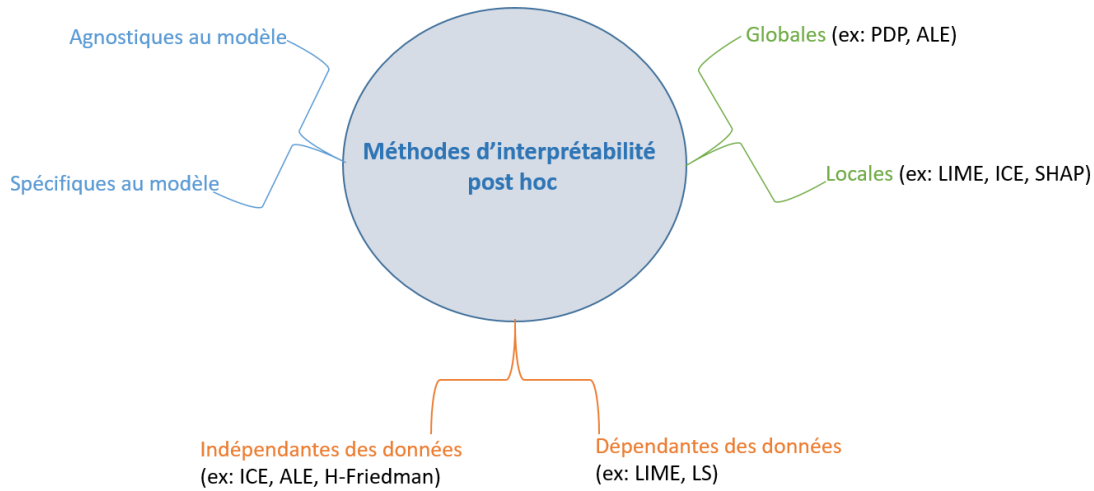 Agnostiques au modèle
Globales (ex: PDP, ALE)
Méthodes d'interprétabilité
post hoc
Spécifiques au modèle
Locales (ex: LIME, ICE, SHAP)
Indépendantes des données
(ex: ICE, ALE, H-Friedman)
Dépendantes des données
(ex: LIME, LS)